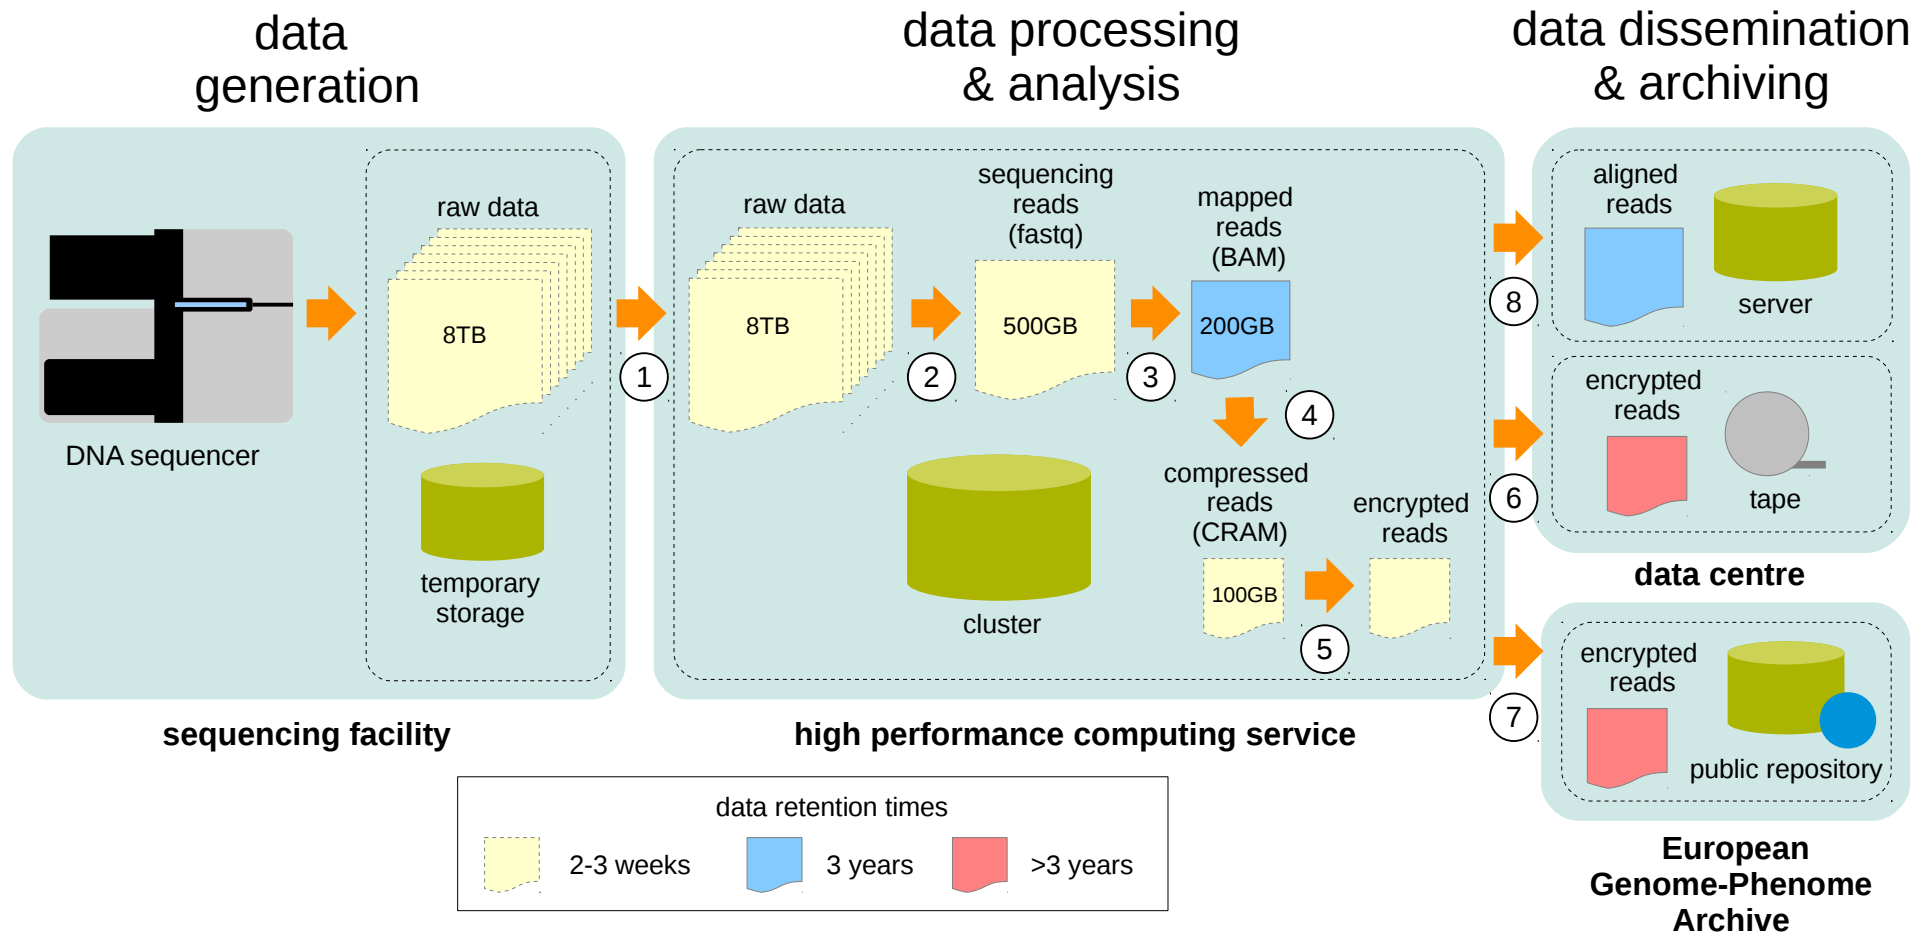 data
generation
data processing
& analysis
data dissemination
& archiving
raw data
8TB
DNA sequencer
temporary
storage
sequencing facility
1
raw data
8TB
2
sequencing
reads
(fastq)
500GB
3
mapped
reads
(BAM)
200GB
4
compressed
reads
(CRAM)
100GB
5
encrypted
reads
cluster
high performance computing service
8
aligned
reads
server
6
encrypted
reads
tape
data centre
7
encrypted
reads
public repository
European
Genome-Phenome
Archive
data retention times
2-3 weeks
3 years
>3 years